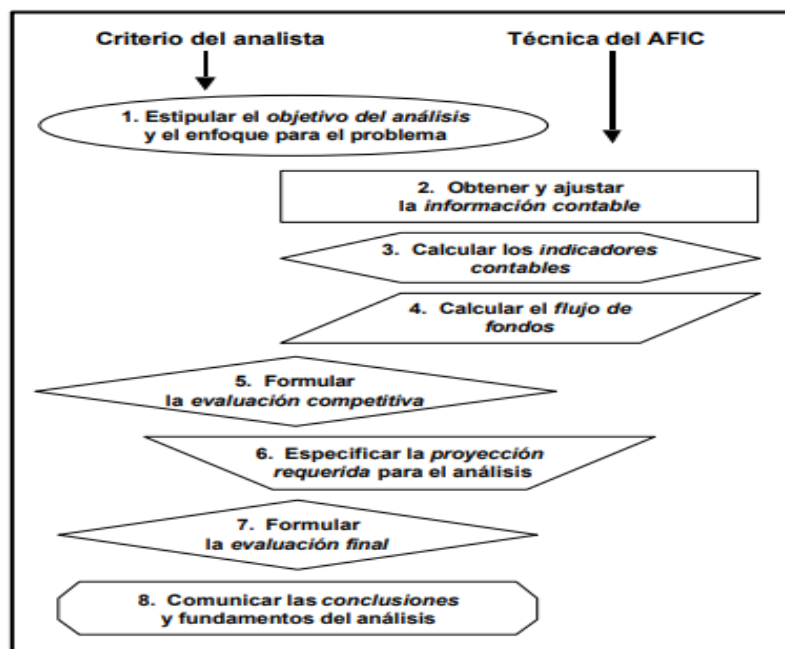 Criterio del analista
Técnica del AFIC
1. Estipular el objetivo del análisis
y el enfoque para el problema
2. Obtener y ajustar
la información contable
3. Calcular los indicadores
contables
4. Calcular el flujo de
fondos
5. Formular
la evaluación competitiva
6. Especificar la proyección
requerida para el análisis
7. Formular
la evaluación final
8. Comunicar las conclusiones
y fundamentos del análisis